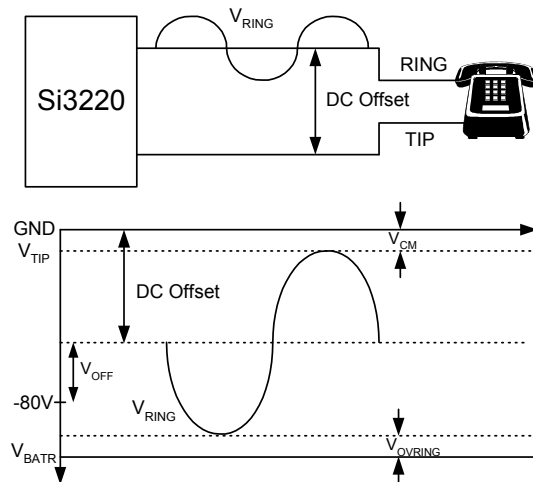 V_RING
RING
Si3220
DC Offset
TIP
GND
V_TIP
V_CM
DC Offset
V_OFF
-80V
V_RING
V_BATR
V_OVRING